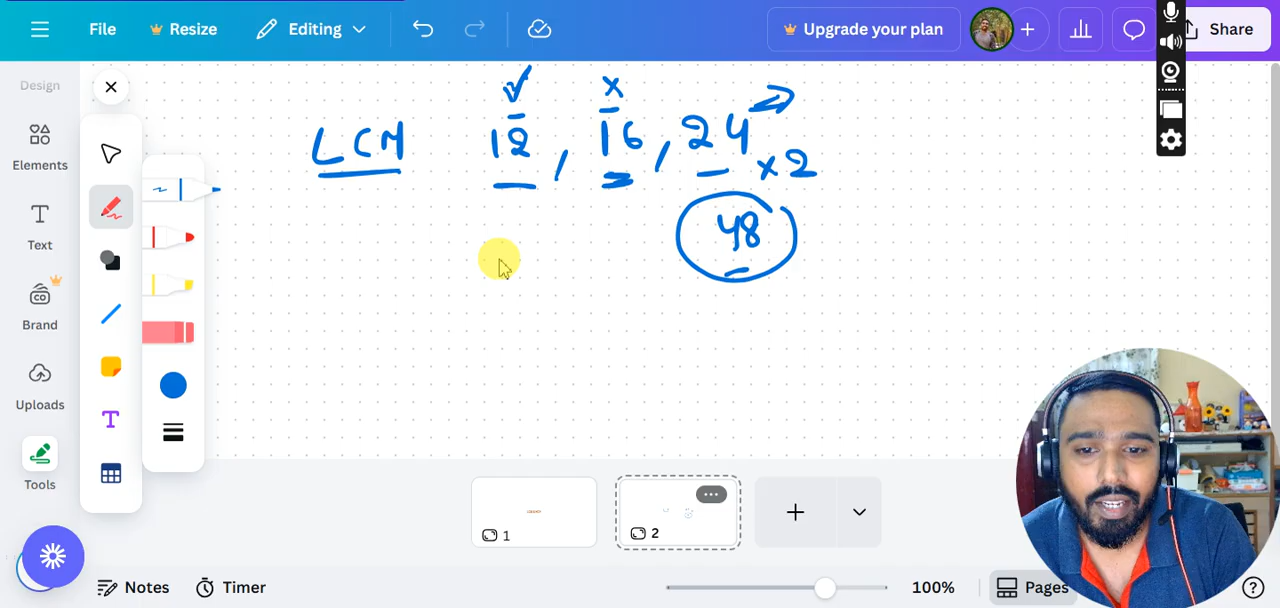 File
Resize
Editing
Upgrade your plan
Share
Design
Elements
Text
Brand
Uploads
Tools
T
LCM 12, 16, 24
✓ x
x 2
48
1
2
Notes
Timer
100%
Pages